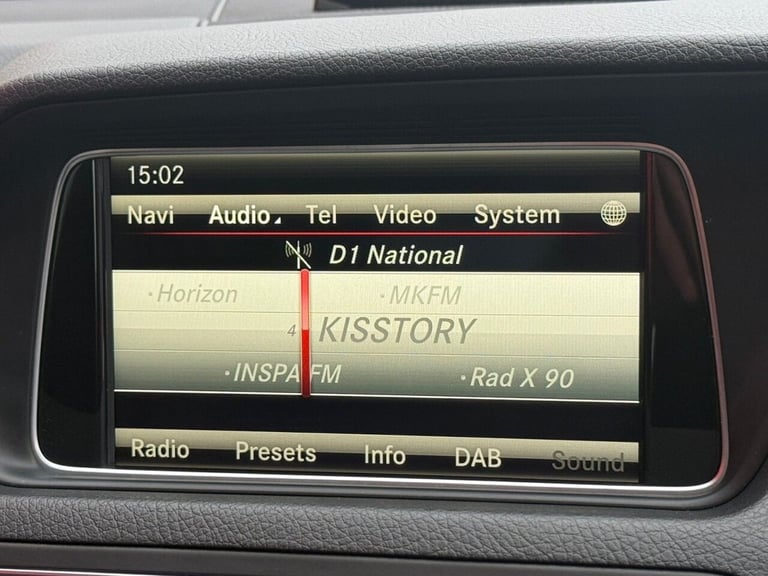 15:02
Navi Audio Tel Video System
D1 National
·Horizon ·MKFM
4 KISSTORY
·INSPA FM ·Rad X 90
Radio Presets Info DAB Sound